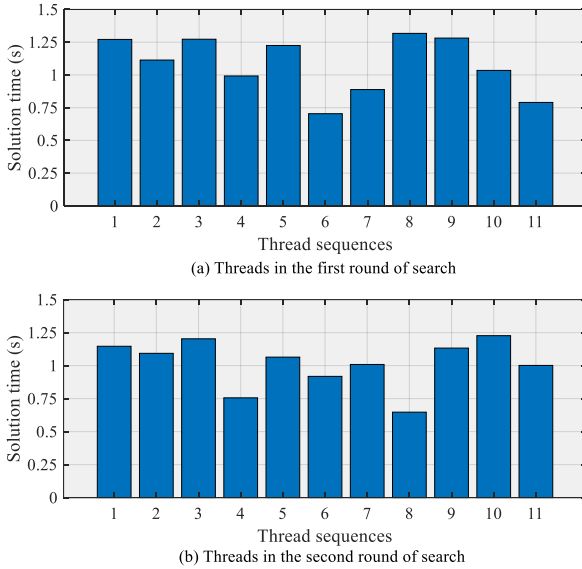 1.5
1.25
1
0.75
0.5
0.25
0
Solution time (s)
1 2 3 4 5 6 7 8 9 10 11
Thread sequences
(a) Threads in the first round of search
1.5
1.25
1
0.75
0.5
0.25
0
Solution time (s)
1 2 3 4 5 6 7 8 9 10 11
Thread sequences
(b) Threads in the second round of search